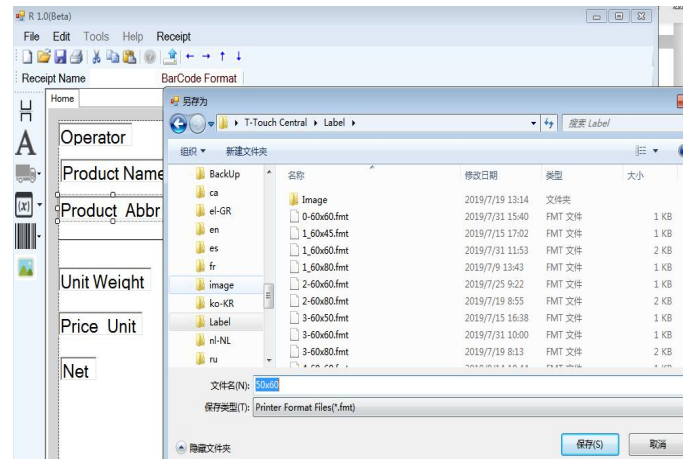 R 1.0(Beta)
File Edit Tools Help Receipt
Receipt Name BarCode Format
Home
另存为
T-Touch Central Label
搜索 Label
组织 新建文件夹
名称 修改日期 类型 大小
BackUp
ca
el-GR
en
es
fr
image
ko-KR
Label
nl-NL
ru
Image 2019/7/19 13:14 文件夹
0-60x60.fmt 2019/7/31 15:40 FMT 文件 1 KB
1_60x45.fmt 2019/7/15 17:02 FMT 文件 1 KB
1_60x60.fmt 2019/7/31 11:53 FMT 文件 2 KB
1_60x80.fmt 2019/7/9 13:43 FMT 文件 1 KB
2-60x60.fmt 2019/7/25 9:22 FMT 文件 1 KB
2-60x80.fmt 2019/7/19 8:55 FMT 文件 2 KB
3-60x50.fmt 2019/7/15 16:38 FMT 文件 1 KB
3-60x60.fmt 2019/7/31 10:00 FMT 文件 1 KB
3-60x80.fmt 2019/7/19 8:13 FMT 文件 2 KB
Operator
Product Name
Product Abbr
Unit Weight
Price Unit
Net
A
(x)
文件名(N): 50x60
保存类型(T): Printer Format Files(*.fmt)
隐藏文件夹 保存(S) 取消